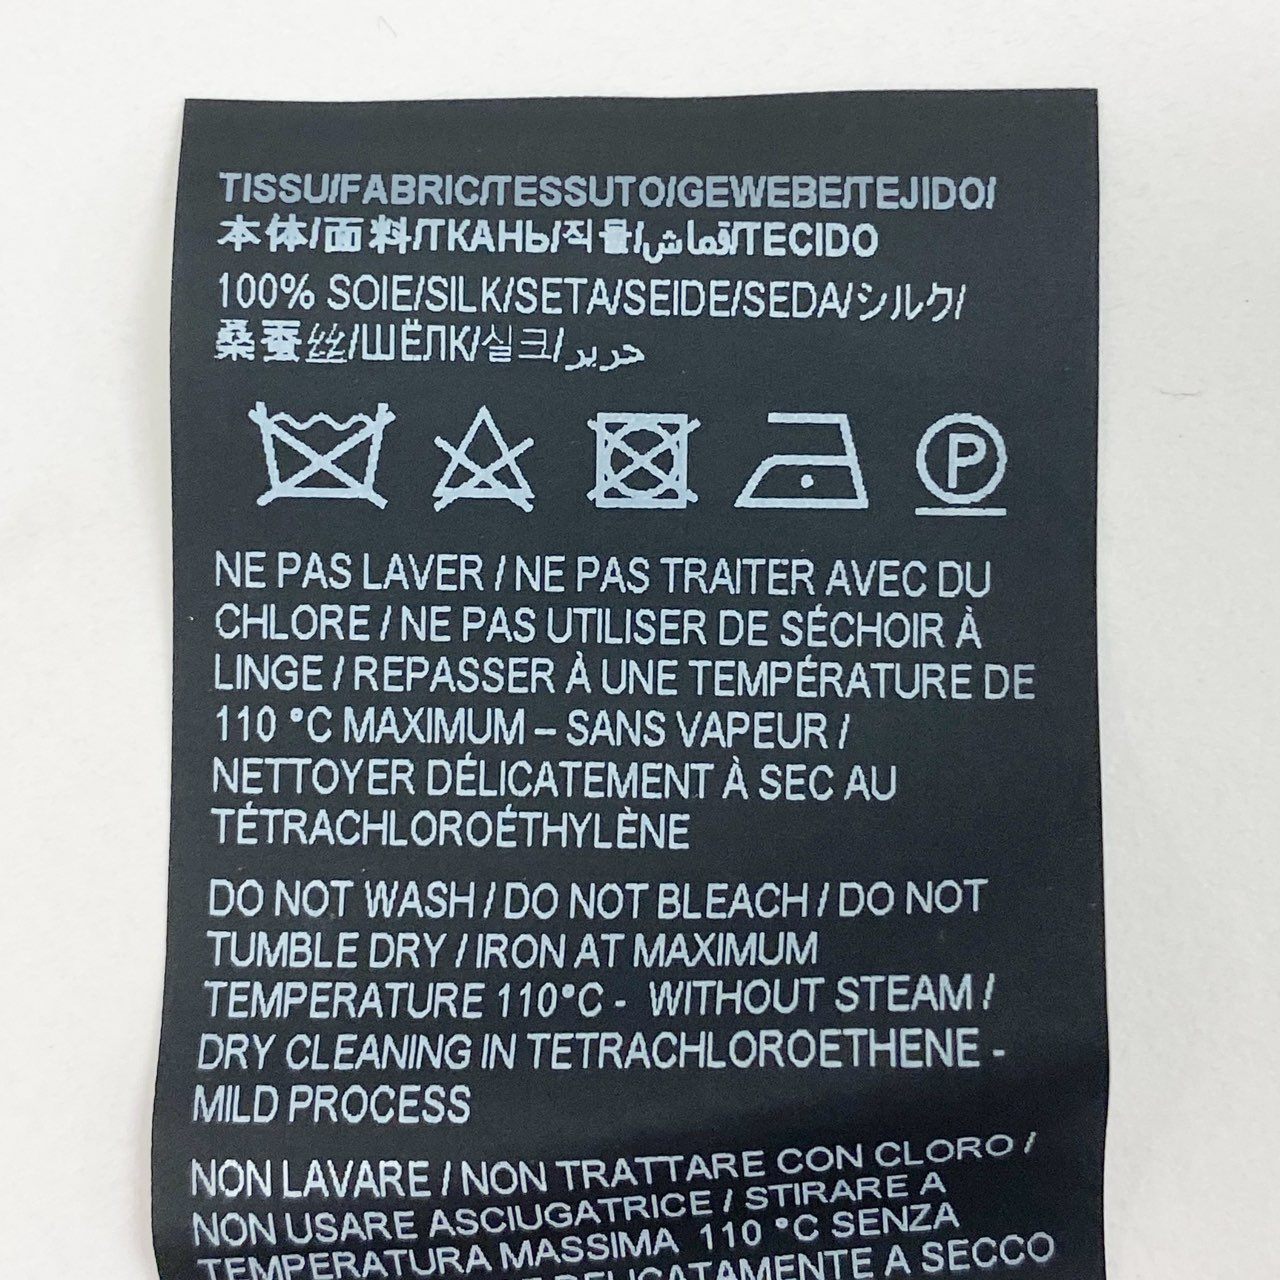 TISSU/FABRIC/TESSUTO/GEWEBE/TEJIDO/
本体/面料/ТКАНЬ/직물/قماش/TECIDO
100% SOIE/SILK/SETA/SEIDE/SEDA/シルク/
桑蚕丝/ШЁЛК/실크/حرير
P
NE PAS LAVER / NE PAS TRAITER AVEC DU
CHLORE / NE PAS UTILISER DE SÉCHOIR À
LINGE / REPASSER À UNE TEMPÉRATURE DE
110 °C MAXIMUM – SANS VAPEUR /
NETTOYER DÉLICATEMENT À SEC AU
TÉTRACHLOROÉTHYLÈNE
DO NOT WASH / DO NOT BLEACH / DO NOT
TUMBLE DRY / IRON AT MAXIMUM
TEMPERATURE 110°C - WITHOUT STEAM /
DRY CLEANING IN TETRACHLOROETHENE -
MILD PROCESS
NON LAVARE / NON TRATTARE CON CLORO /
NON USARE ASCIUGATRICE / STIRARE A
TEMPERATURA MASSIMA 110 °C SENZA
DELICATAMENTE A SECCO